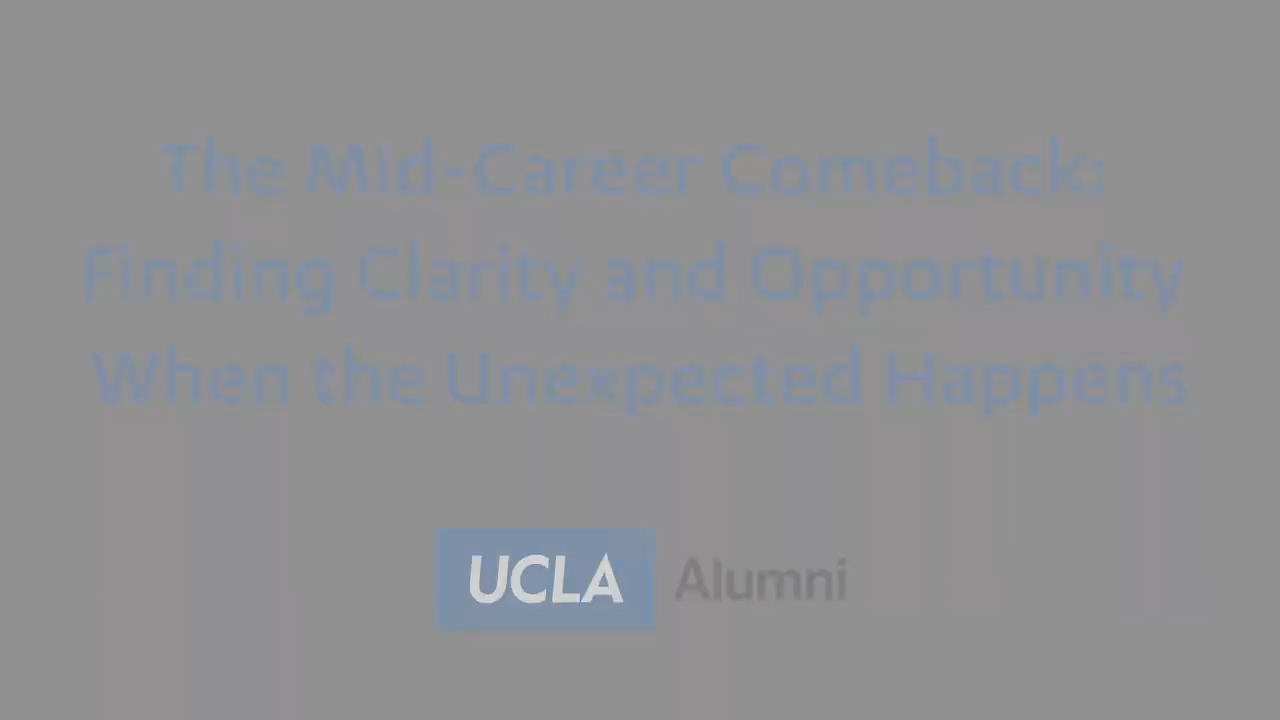 The Mid-Career Comeback:
Finding Clarity and Opportunity
When the Unexpected Happens
UCLA Alumni